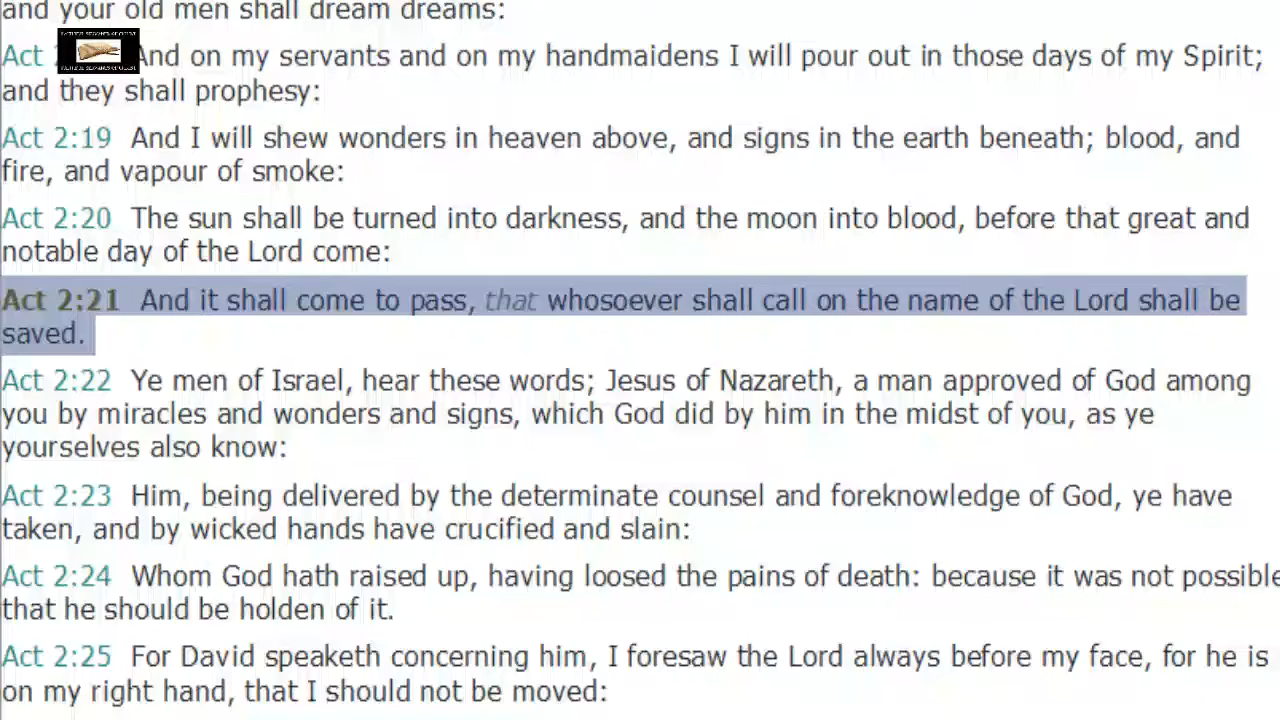 and your old men shall dream dreams:
Act And on my servants and on my handmaidens I will pour out in those days of my Spirit;
and they shall prophesy:
Act 2:19 And I will shew wonders in heaven above, and signs in the earth beneath; blood, and
fire, and vapour of smoke:
Act 2:20 The sun shall be turned into darkness, and the moon into blood, before that great and
notable day of the Lord come:
Act 2:21 And it shall come to pass, that whosoever shall call on the name of the Lord shall be
saved.
Act 2:22 Ye men of Israel, hear these words; Jesus of Nazareth, a man approved of God among
you by miracles and wonders and signs, which God did by him in the midst of you, as ye
yourselves also know:
Act 2:23 Him, being delivered by the determinate counsel and foreknowledge of God, ye have
taken, and by wicked hands have crucified and slain:
Act 2:24 Whom God hath raised up, having loosed the pains of death: because it was not possible
that he should be holden of it.
Act 2:25 For David speaketh concerning him, I foresaw the Lord always before my face, for he is
on my right hand, that I should not be moved: